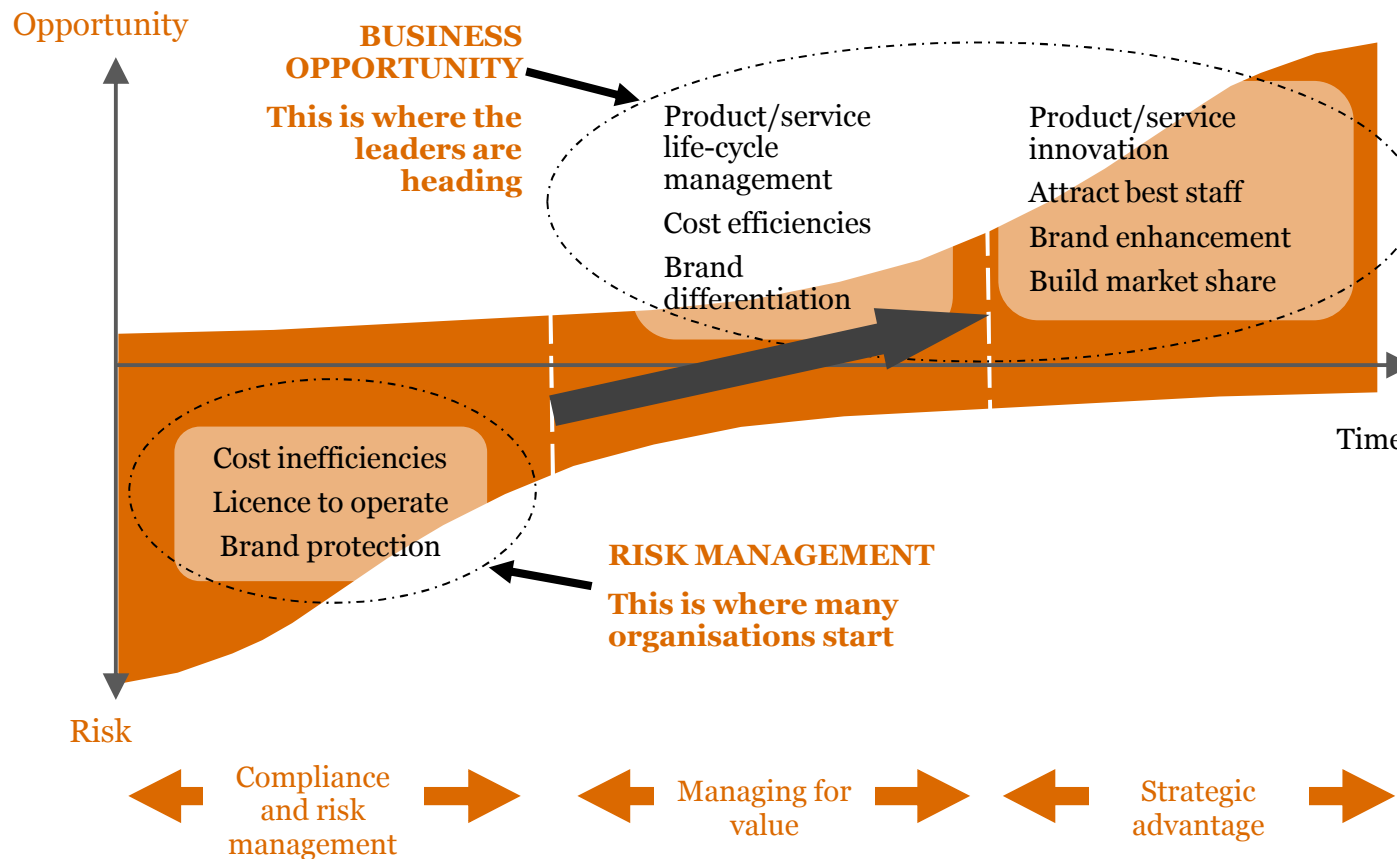 Opportunity
BUSINESS
OPPORTUNITY
This is where the
leaders are
heading
Product/service
life-cycle
management
Cost efficiencies
Brand
differentiation
Product/service
innovation
Attract best staff
Brand enhancement
Build market share
Time
Cost inefficiencies
Licence to operate
Brand protection
RISK MANAGEMENT
This is where many
organisations start
Risk
Compliance
and risk
management
Managing for
value
Strategic
advantage